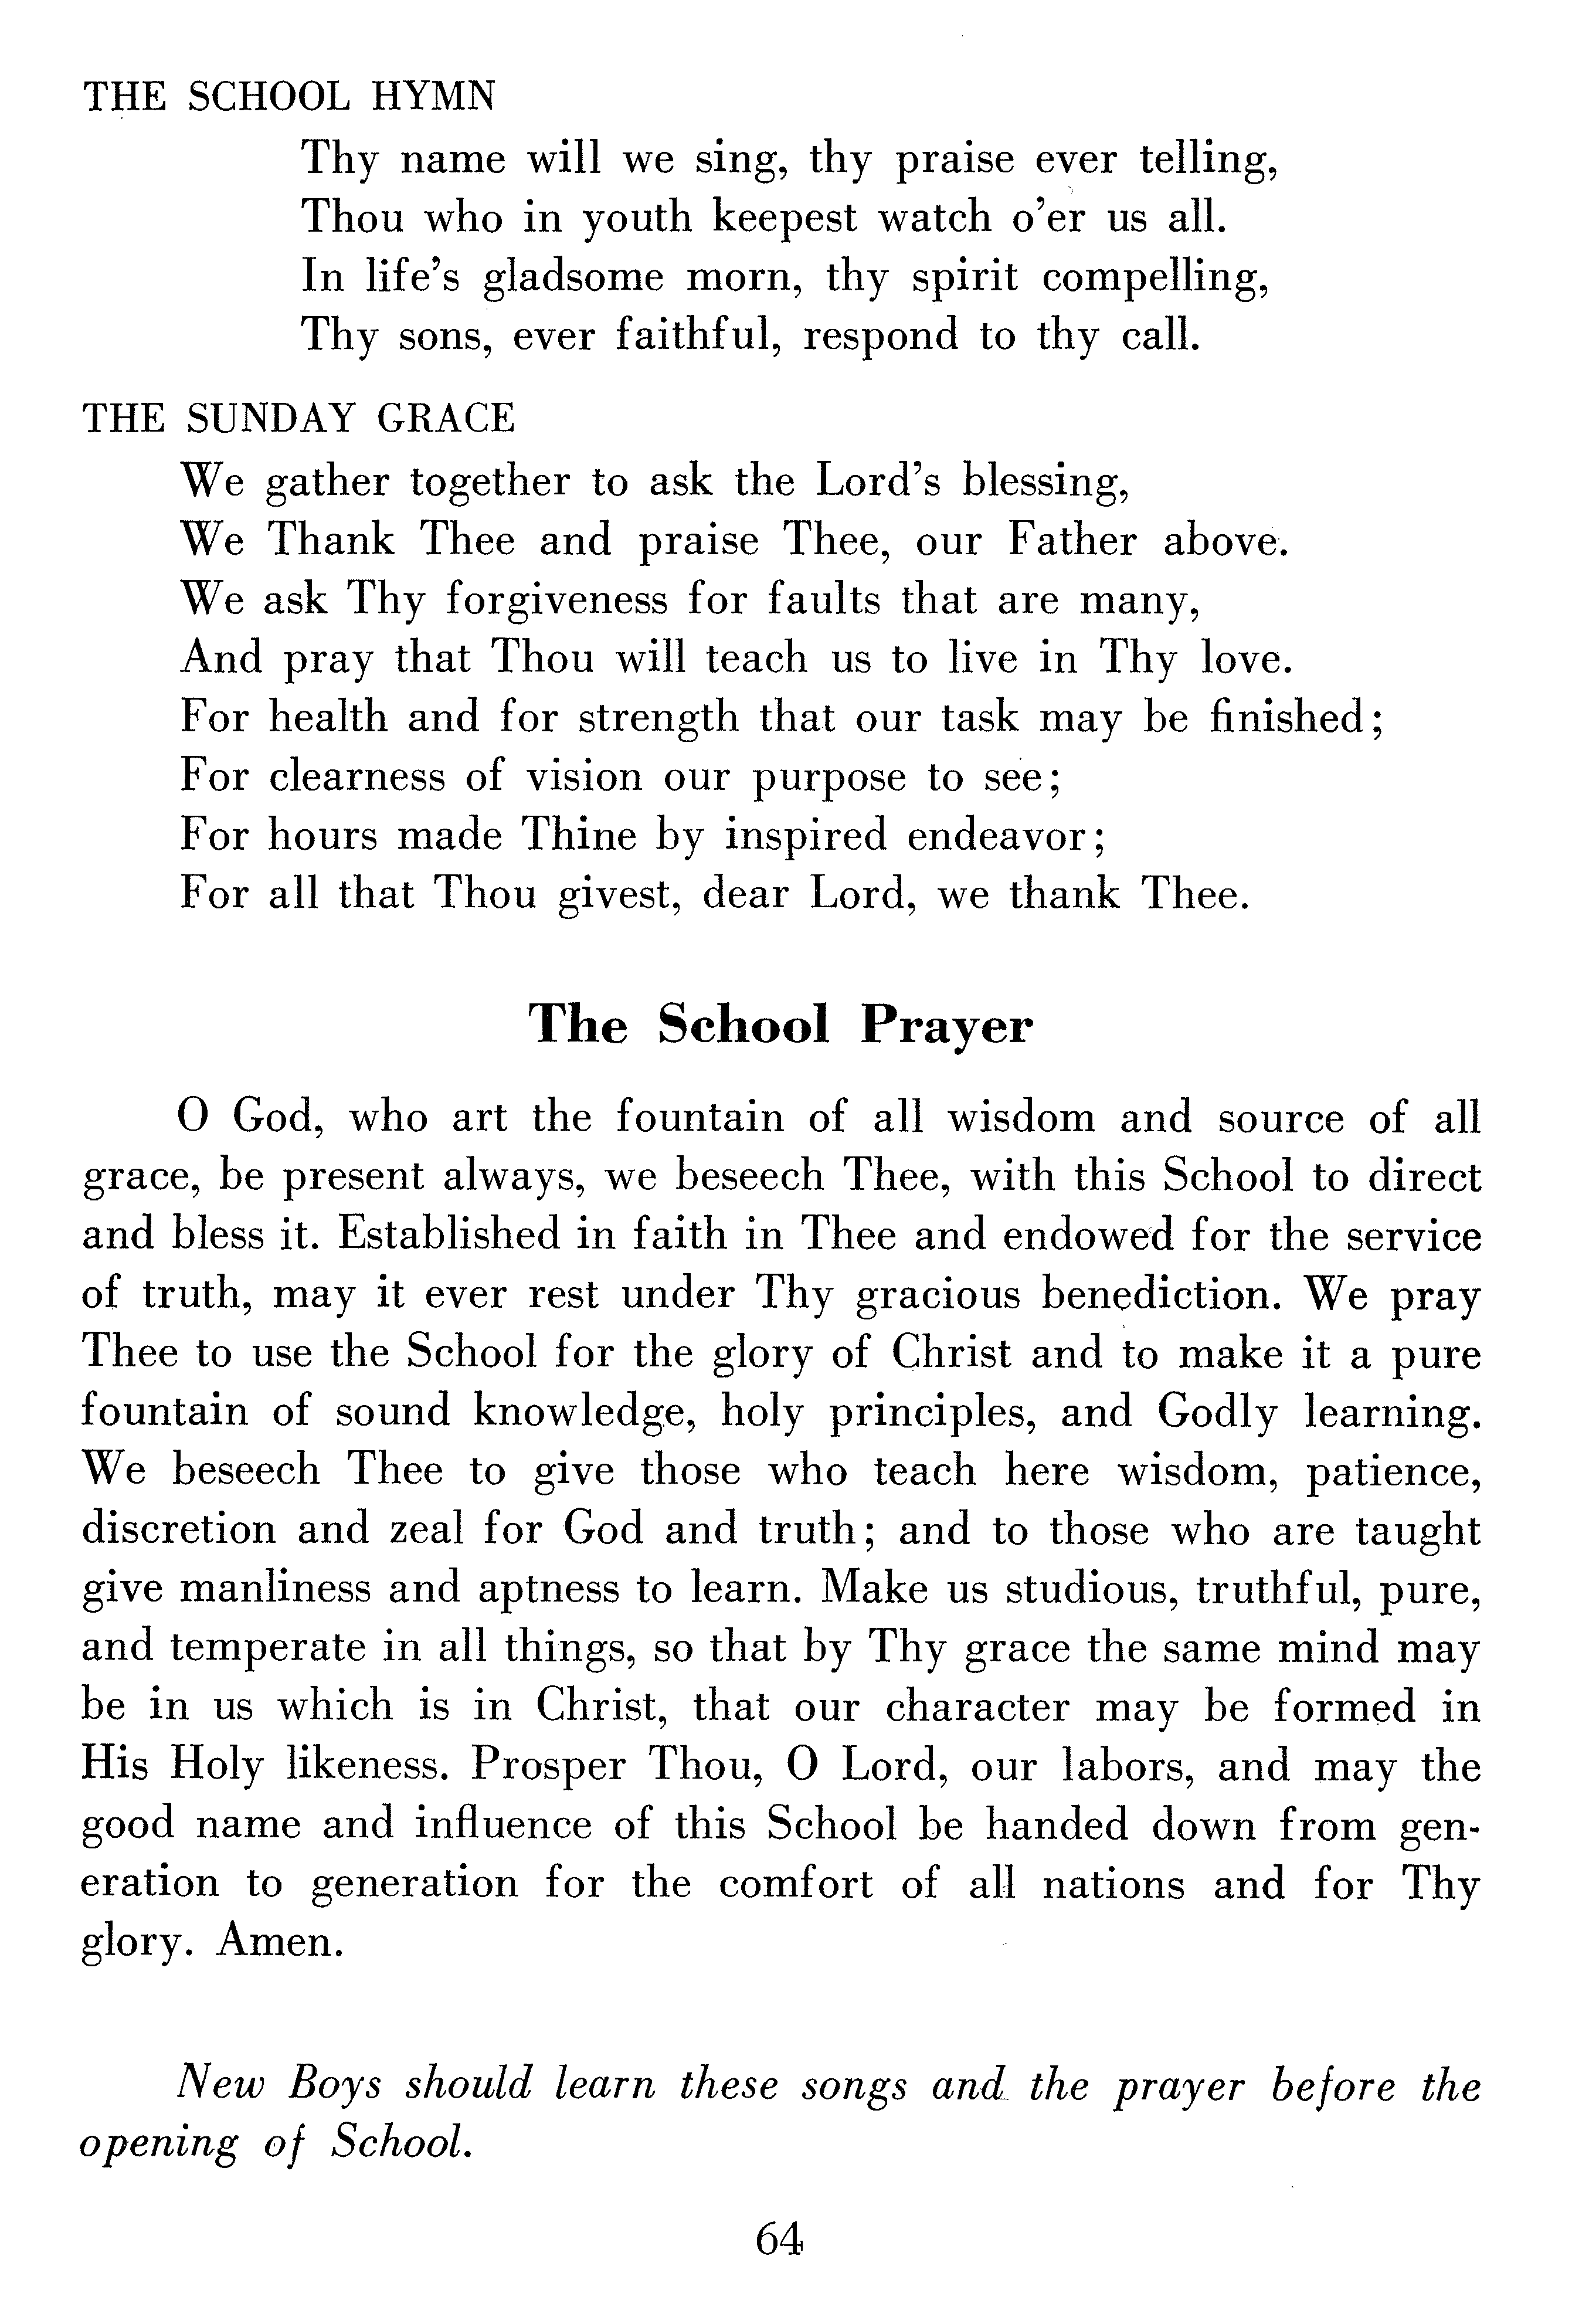 THE SCHOOL HYMN
Thy name will we sing, thy praise ever telling,
Thou who in youth keepest watch o'er us all.
In life's gladsome morn, thy spirit compelling,
Thy sons, ever faithful, respond to thy call.
THE SUNDAY GRACE
We gather together to ask the Lord's blessing,
We Thank Thee and praise Thee, our Father above.
We ask Thy forgiveness for faults that are many,
And pray that Thou will teach us to live in Thy love.
For health and for strength that our task may be finished;
For clearness of vision our purpose to see;
For hours made Thine by inspired endeavor;
For all that Thou givest, dear Lord, we thank Thee.
The School Prayer
O God, who art the fountain of all wisdom and source of all
grace, be present always, we beseech Thee, with this School to direct
and bless it. Established in faith in Thee and endowed for the service
of truth, may it ever rest under Thy gracious benediction. We pray
Thee to use the School for the glory of Christ and to make it a pure
fountain of sound knowledge, holy principles, and Godly learning.
We beseech Thee to give those who teach here wisdom, patience,
discretion and zeal for God and truth; and to those who are taught
give manliness and aptness to learn. Make us studious, truthful, pure,
and temperate in all things, so that by Thy grace the same mind may
be in us which is in Christ, that our character may be formed in
His Holy likeness. Prosper Thou, O Lord, our labors, and may the
good name and influence of this School be handed down from gen-
eration to generation for the comfort of all nations and for Thy
glory. Amen.
New Boys should learn these songs and the prayer before the
opening of School.
64